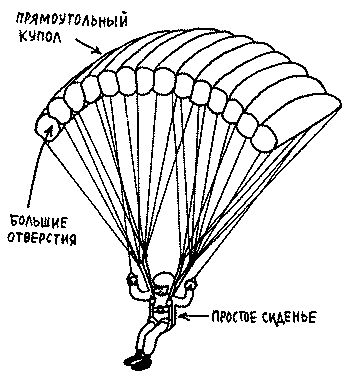 ПРЯМОУГОЛЬНЫЙ
КУПОЛ
БОЛЬШИЕ
ОТВЕРСТИЯ
ПРОСТОЕ СИДЕНЬЕ